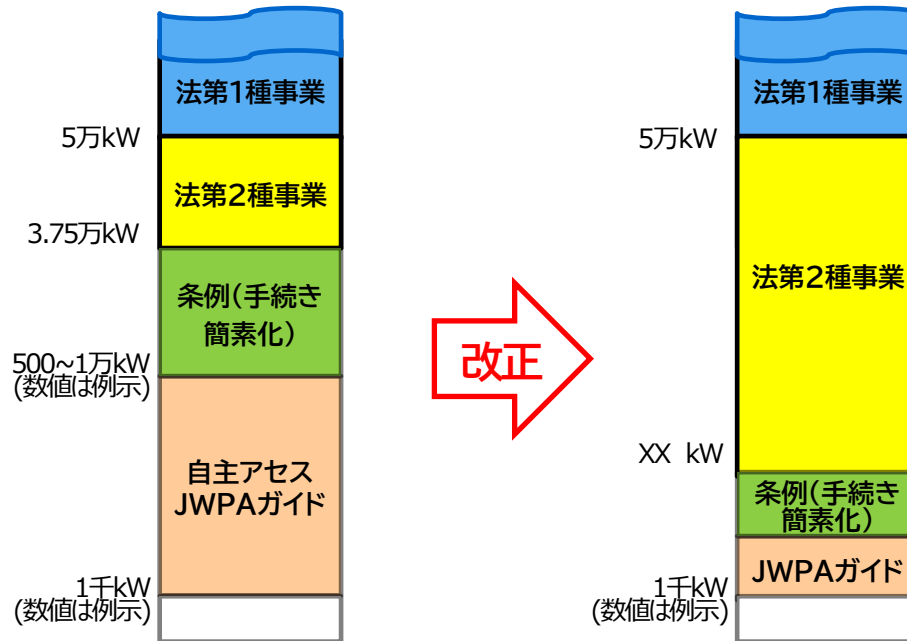 法第1種事業
5万kW
法第2種事業
3.75万kW
条例(手続き
簡素化)
500~1万kW
(数値は例示)
自主アセス
JWPAガイド
1千kW
(数値は例示)
改正
法第1種事業
5万kW
法第2種事業
XX kW
条例(手続き
簡素化)
JWPAガイド
1千kW
(数値は例示)